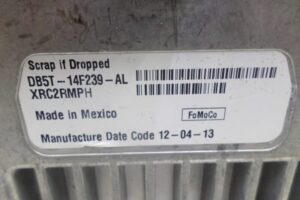 Scrap if Dropped
DB5T-14F239-AL
XRC2RMPH
Made in Mexico FoMoCo
Manufacture Date Code 12-04-13